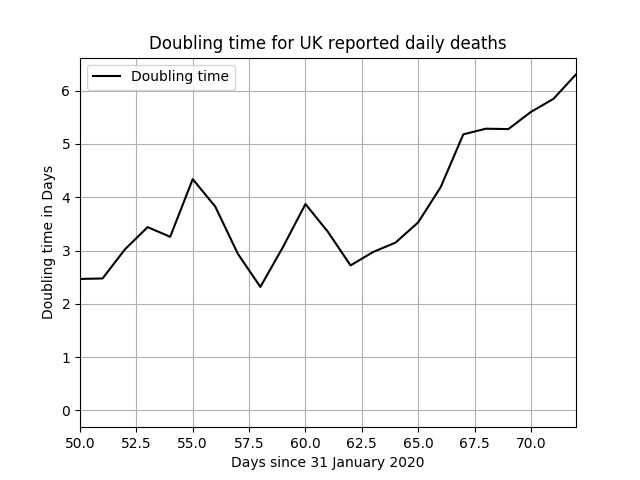 Doubling time for UK reported daily deaths
Doubling time
Doubling time in Days
6
5
4
3
2
1
0
50.0 52.5 55.0 57.5 60.0 62.5 65.0 67.5 70.0
Days since 31 January 2020